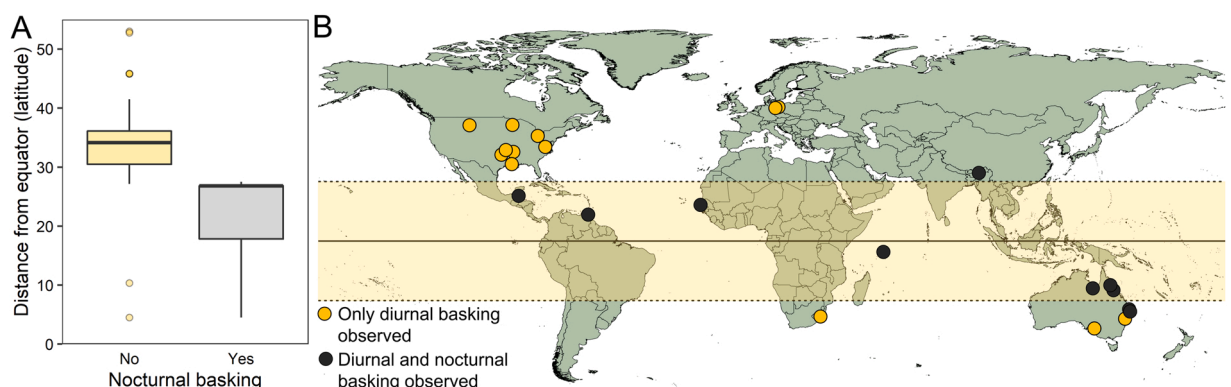 A
B
Distance from equator (latitude)
50
40
30
20
10
0
No
Yes
Nocturnal basking
Only diurnal basking
observed
Diurnal and nocturnal
basking observed